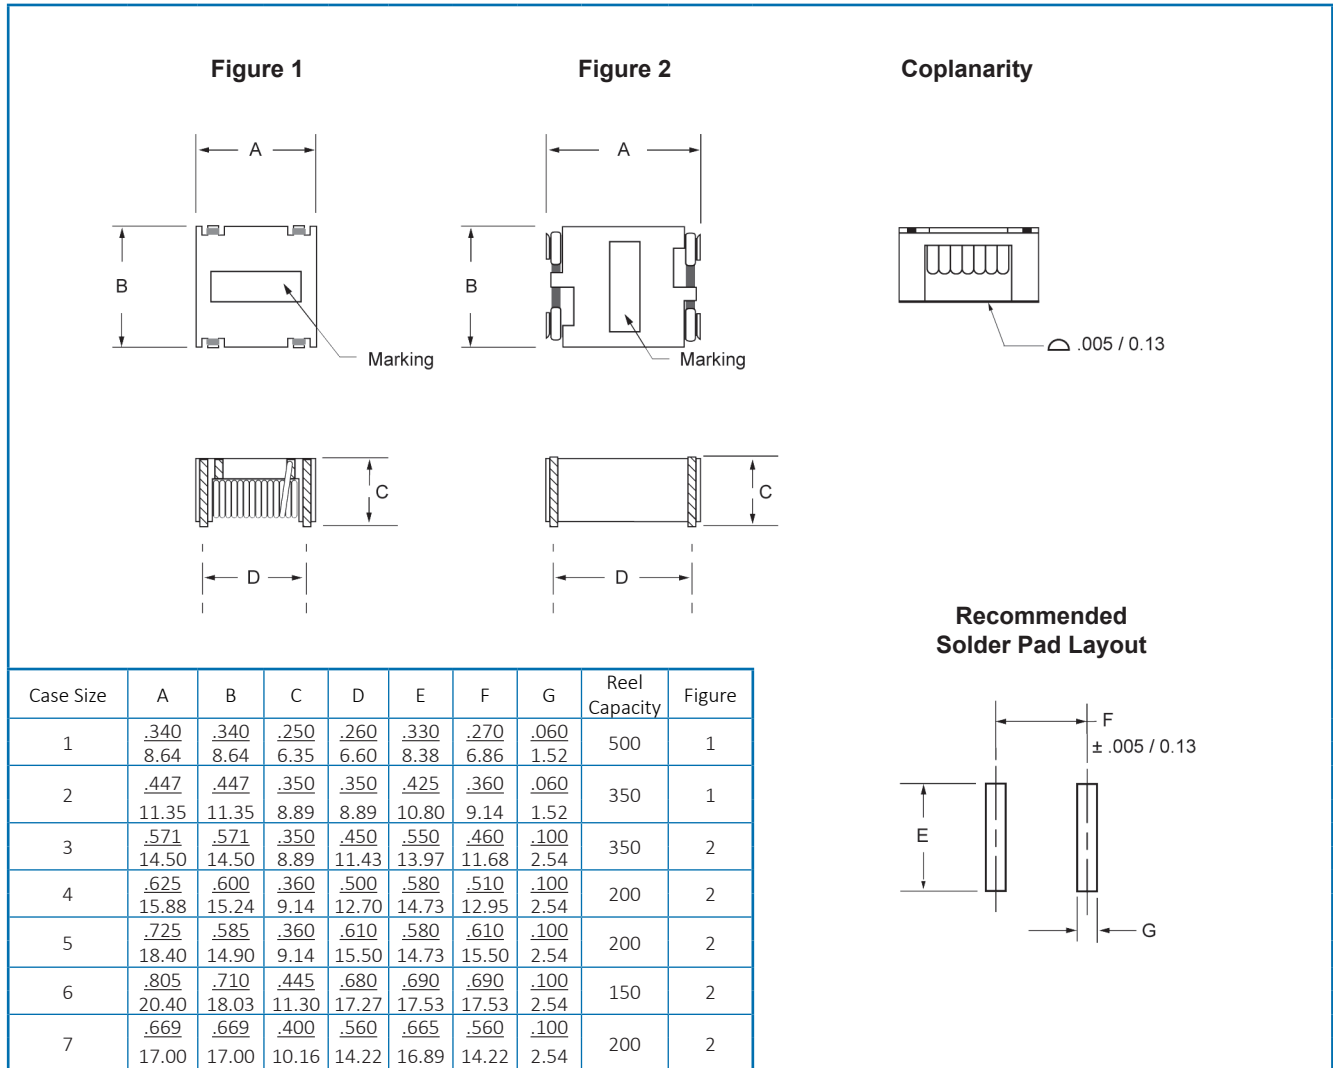 Figure 1
Figure 2
Coplanarity
A
A
B
B
Marking
Marking
.005 / 0.13
C
C
D
D
Recommended
Solder Pad Layout
F
± .005 / 0.13
E
G
Case Size A B C D E F G Reel Capacity Figure
1 .340 .340 .250 .260 .330 .270 .060 500 1
8.64 8.64 6.35 6.60 8.38 6.86 1.52
2 .447 .447 .350 .350 .425 .360 .060 350 1
11.35 11.35 8.89 8.89 10.80 9.14 1.52
3 .571 .571 .350 .450 .550 .460 .100 350 2
14.50 14.50 8.89 11.43 13.97 11.68 2.54
4 .625 .600 .360 .500 .580 .510 .100 200 2
15.88 15.24 9.14 12.70 14.73 12.95 2.54
5 .725 .585 .360 .610 .580 .610 .100 200 2
18.40 14.90 9.14 15.50 14.73 15.50 2.54
6 .805 .710 .445 .680 .690 .690 .100 150 2
20.40 18.03 11.30 17.27 17.53 17.53 2.54
7 .669 .669 .400 .560 .665 .560 .100 200 2
17.00 17.00 10.16 14.22 16.89 14.22 2.54